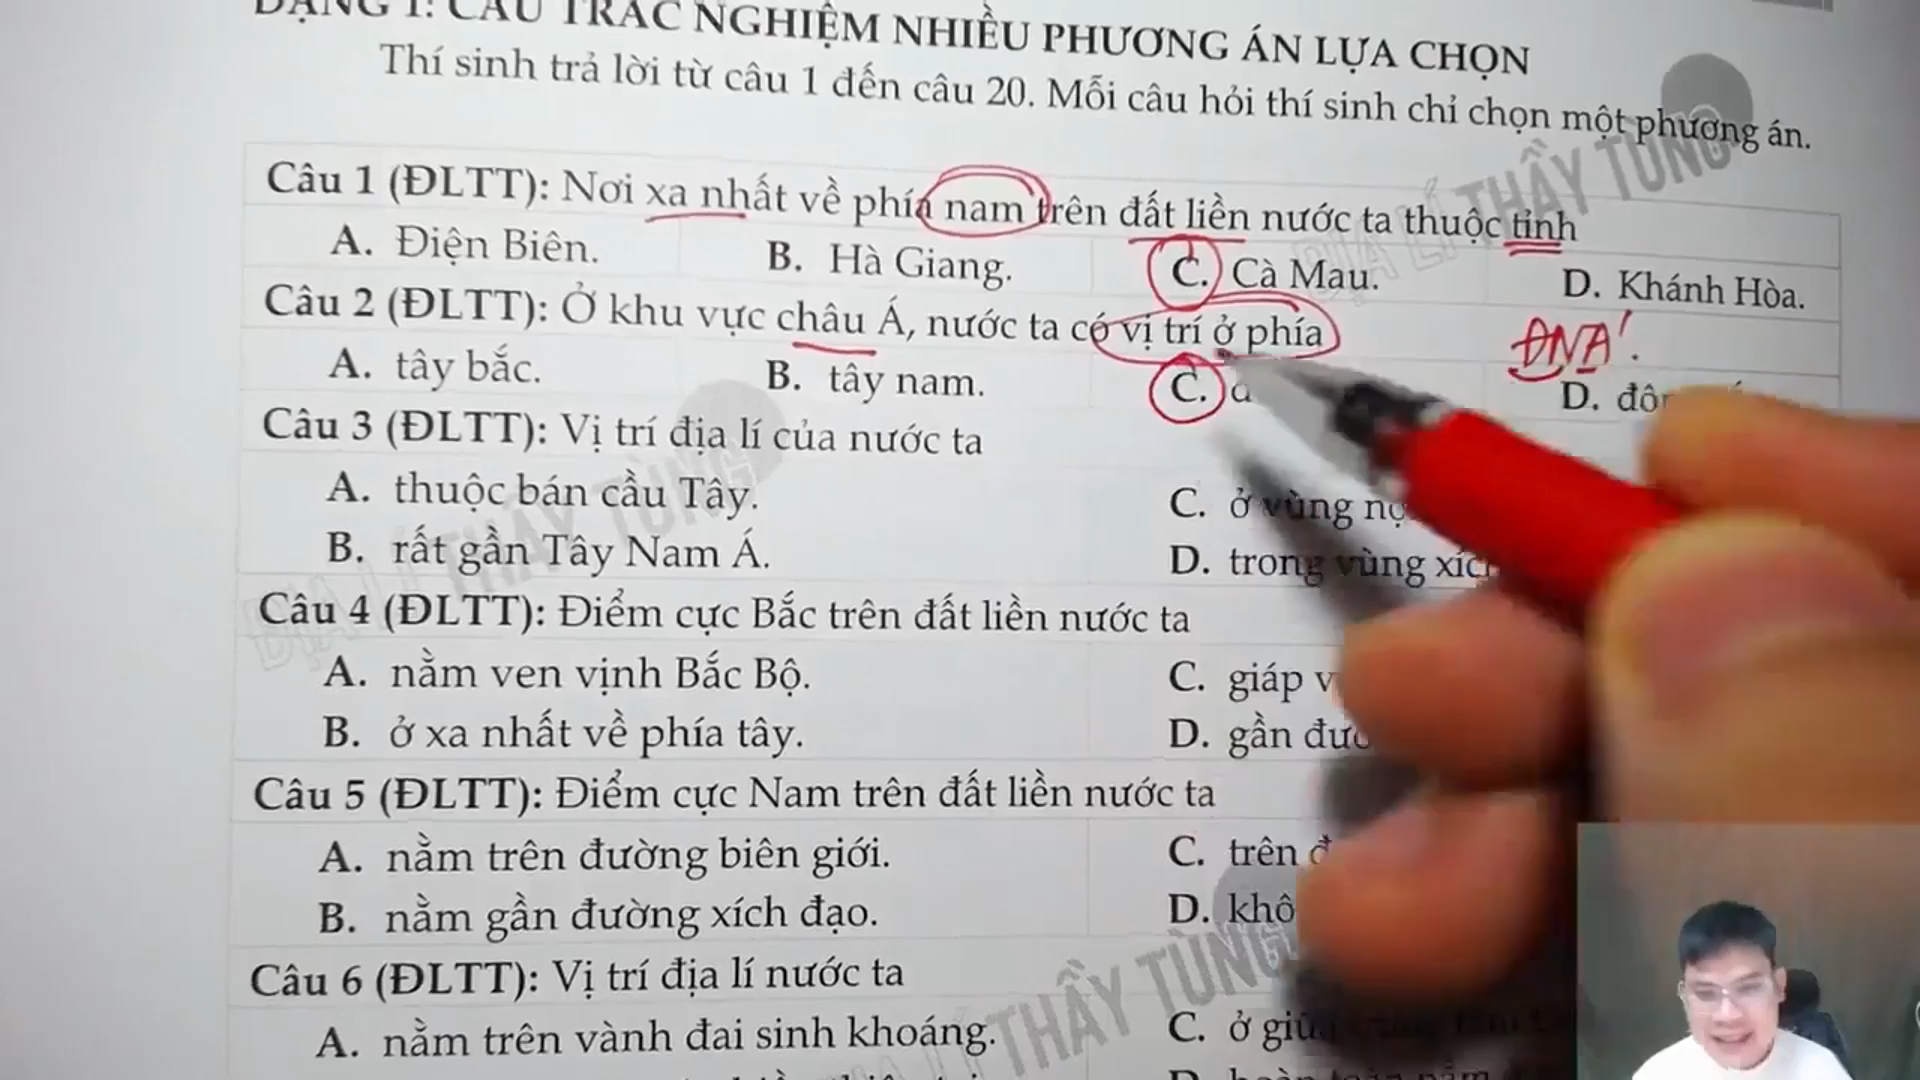 DẠNG 1: CÂU TRẮC NGHIỆM NHIỀU PHƯƠNG ÁN LỰA CHỌN
Thí sinh trả lời từ câu 1 đến câu 20. Mỗi câu hỏi thí sinh chỉ chọn một phương án.
Câu 1 (ĐLTT): Nơi xa nhất về phía nam trên đất liền nước ta thuộc tỉnh
A. Điện Biên. B. Hà Giang. C. Cà Mau. D. Khánh Hòa.
Câu 2 (ĐLTT): Ở khu vực châu Á, nước ta có vị trí ở phía
ĐNA'.
A. tây bắc. B. tây nam. C. D.
Câu 3 (ĐLTT): Vị trí địa lí của nước ta
A. thuộc bán cầu Tây. C. ở vùng
B. rất gần Tây Nam Á. D. trong vùng
Câu 4 (ĐLTT): Điểm cực Bắc trên đất liền nước ta
A. nằm ven vịnh Bắc Bộ. C. giáp
B. ở xa nhất về phía tây. D. gần
Câu 5 (ĐLTT): Điểm cực Nam trên đất liền nước ta
A. nằm trên đường biên giới. C. trên
B. nằm gần đường xích đạo. D.
Câu 6 (ĐLTT): Vị trí địa lí nước ta
A. nằm trên vành đai sinh khoáng. C. ở
ĐỊA LÍ THẦY TÙNG
ĐỊA LÍ THẦY TÙNG
THẦY TÙNG